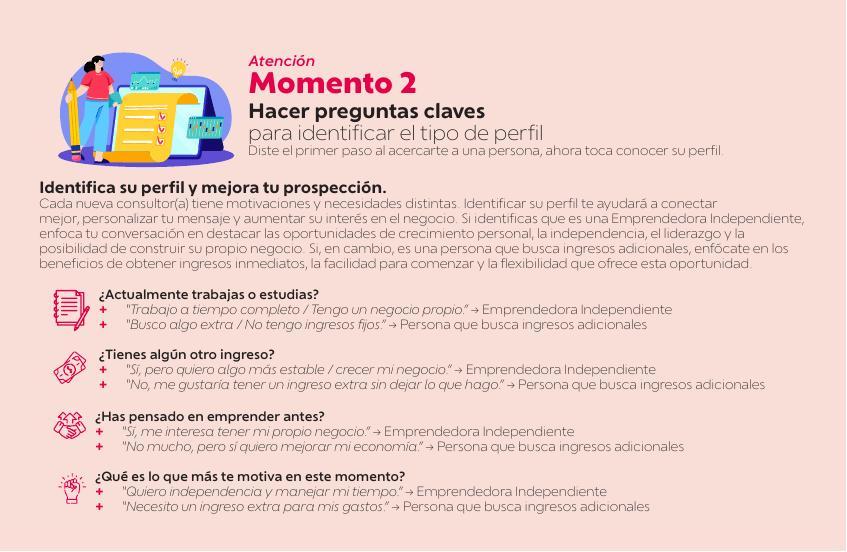 Atención
Momento 2
Hacer preguntas claves
para identificar el tipo de perfil
Diste el primer paso al acercarte a una persona, ahora toca conocer su perfil.
Identifica su perfil y mejora tu prospección.
Cada nueva consultor(a) tiene motivaciones y necesidades distintas. Identificar su perfil te ayudará a conectar
mejor, personalizar tu mensaje y aumentar su interés en el negocio. Si identificas que es una Emprendedora Independiente,
enfoca tu conversación en destacar las oportunidades de crecimiento personal, la independencia, el liderazgo y la
posibilidad de construir su propio negocio. Si, en cambio, es una persona que busca ingresos adicionales, enfócate en los
beneficios de obtener ingresos inmediatos, la facilidad para comenzar y la flexibilidad que ofrece esta oportunidad.
¿Actualmente trabajas o estudias?
+ "Trabajo a tiempo completo / Tengo un negocio propio." → Emprendedora Independiente
+ "Busco algo extra / No tengo ingresos fijos." → Persona que busca ingresos adicionales
¿Tienes algún otro ingreso?
+ "Sí, pero quiero algo más estable / crecer mi negocio." → Emprendedora Independiente
+ "No, me gustaría tener un ingreso extra sin dejar lo que hago." → Persona que busca ingresos adicionales
¿Has pensado en emprender antes?
+ "Sí, me interesa tener mi propio negocio." → Emprendedora Independiente
+ "No mucho, pero sí quiero mejorar mi economía." → Persona que busca ingresos adicionales
¿Qué es lo que más te motiva en este momento?
+ "Quiero independencia y manejar mi tiempo." → Emprendedora Independiente
+ "Necesito un ingreso extra para mis gastos." → Persona que busca ingresos adicionales